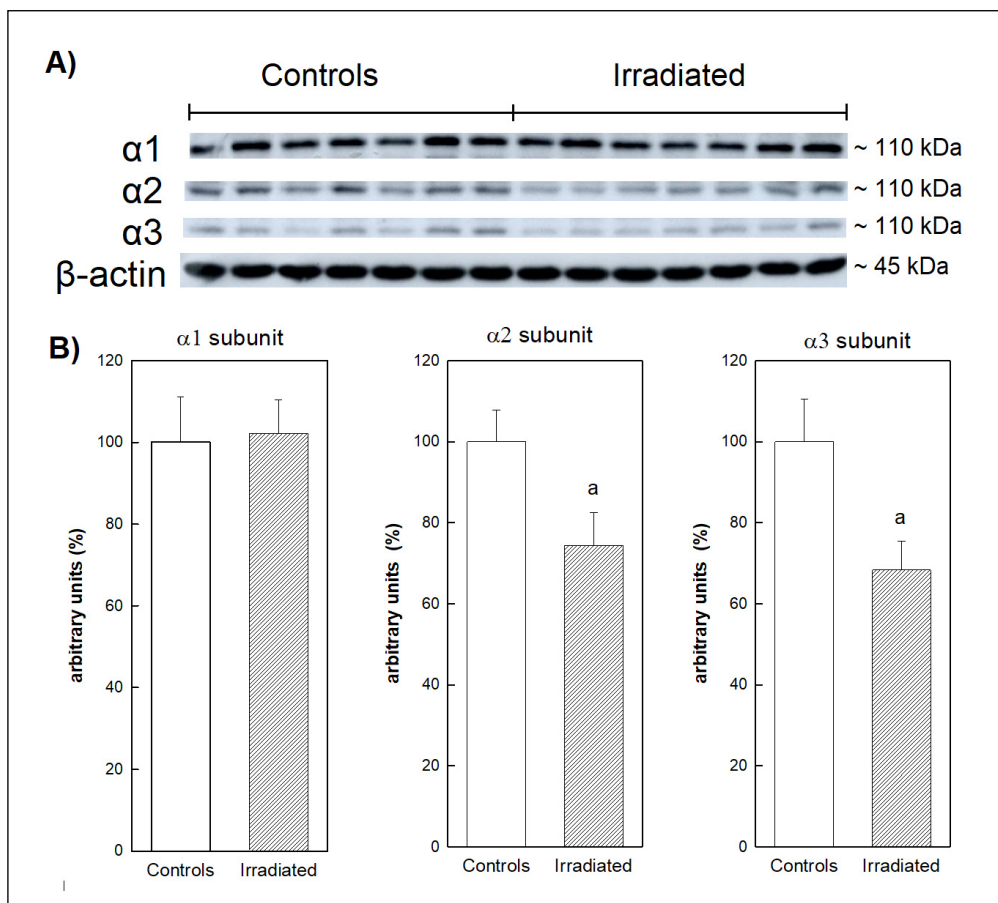 A)
Controls Irradiated
α1 ~ 110 kDa
α2 ~ 110 kDa
α3 ~ 110 kDa
β-actin ~ 45 kDa
B)
α1 subunit
120
100
80
60
40
20
0
arbitrary units (%)
Controls Irradiated
α2 subunit
120
100
80
60
40
20
0
arbitrary units (%)
a
Controls Irradiated
α3 subunit
120
100
80
60
40
20
0
arbitrary units (%)
a
Controls Irradiated